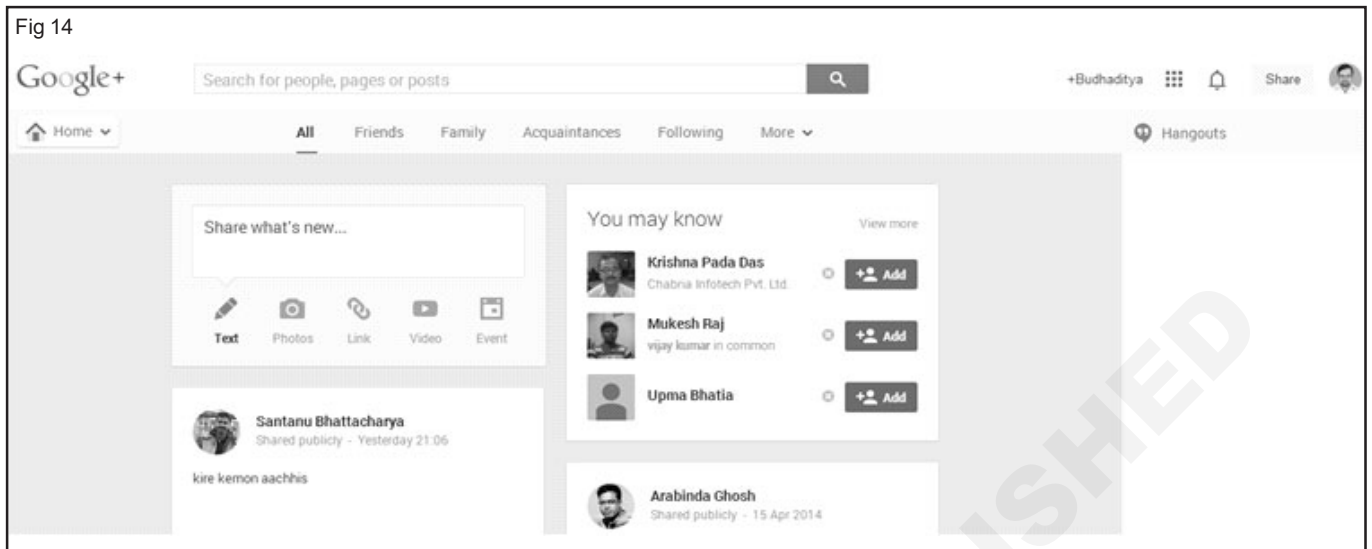 Fig 14
Google+
Search for people, pages or posts
+Budhaditya
Share
Home
All Friends Family Acquaintances Following More
Hangouts
Share what's new...
Text Photos Link Video Event
You may know
View more
Krishna Pada Das
Chabria Infotech Pvt. Ltd.
Add
Mukesh Raj
vijay kumar in common
Add
Upma Bhatia
Add
Santanu Bhattacharya
Shared publicly - Yesterday 21:06
kire kemon aachhis
Arabinda Ghosh
Shared publicly - 15 Apr 2014
SHED